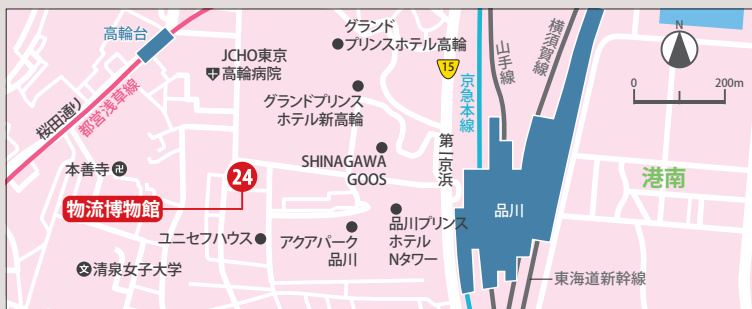 高輪台
桜田通り
都営浅草線
JCHO東京
高輪病院
グランド
プリンスホテル高輪
グランドプリンス
ホテル新高輪
15
京急本線
山手線
横須賀線
N
0 200m
本善寺
24
物流博物館
SHINAGAWA
GOOS
第一京浜
港南
ユニセフハウス
アクアパーク
品川
品川プリンス
ホテル
Nタワー
品川
文 清泉女子大学
東海道新幹線